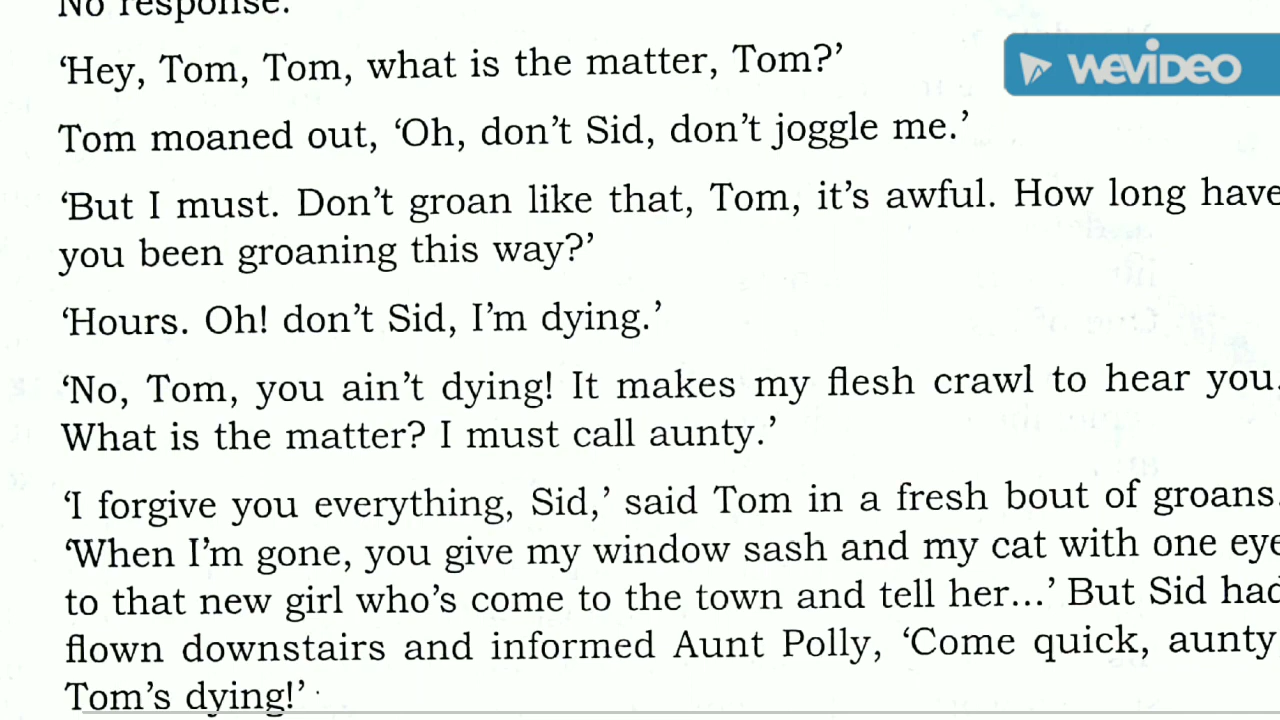 No response.
‘Hey, Tom, Tom, what is the matter, Tom?’
WEVIDEO
Tom moaned out, ‘Oh, don’t Sid, don’t joggle me.’
‘But I must. Don’t groan like that, Tom, it’s awful. How long have
you been groaning this way?’
‘Hours. Oh! don’t Sid, I’m dying.’
‘No, Tom, you ain’t dying! It makes my flesh crawl to hear you.
What is the matter? I must call aunty.’
‘I forgive you everything, Sid,’ said Tom in a fresh bout of groans.
‘When I’m gone, you give my window sash and my cat with one eye
to that new girl who’s come to the town and tell her...’ But Sid had
flown downstairs and informed Aunt Polly, ‘Come quick, aunty
Tom’s dying!’